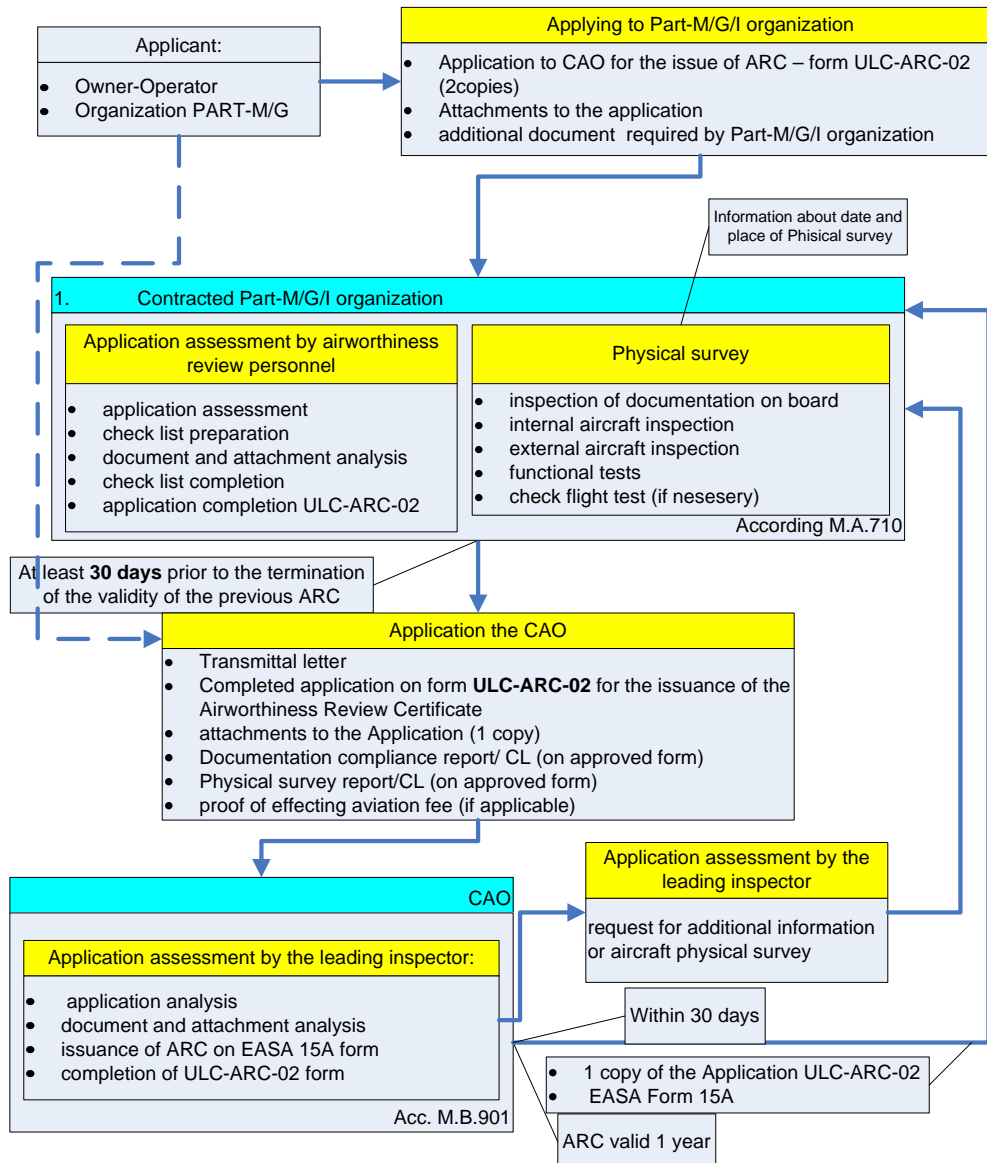 Applicant:
Owner-Operator
Organization PART-M/G
Applying to Part-M/G/I organization
Application to CAO for the issue of ARC – form ULC-ARC-02
(2copies)
Attachments to the application
additional document required by Part-M/G/I organization
Information about date and
place of Phisical survey
1. Contracted Part-M/G/I organization
Application assessment by airworthiness
review personnel
application assessment
check list preparation
document and attachment analysis
check list completion
application completion ULC-ARC-02
Physical survey
inspection of documentation on board
internal aircraft inspection
external aircraft inspection
functional tests
check flight test (if nesesery)
According M.A.710
At least 30 days prior to the termination
of the validity of the previous ARC
Application the CAO
Transmittal letter
Completed application on form ULC-ARC-02 for the issuance of the
Airworthiness Review Certificate
attachments to the Application (1 copy)
Documentation compliance report/ CL (on approved form)
Physical survey report/CL (on approved form)
proof of effecting aviation fee (if applicable)
CAO
Application assessment by the leading inspector:
application analysis
document and attachment analysis
issuance of ARC on EASA 15A form
completion of ULC-ARC-02 form
Acc. M.B.901
Application assessment by the
leading inspector
request for additional information
or aircraft physical survey
Within 30 days
1 copy of the Application ULC-ARC-02
EASA Form 15A
ARC valid 1 year